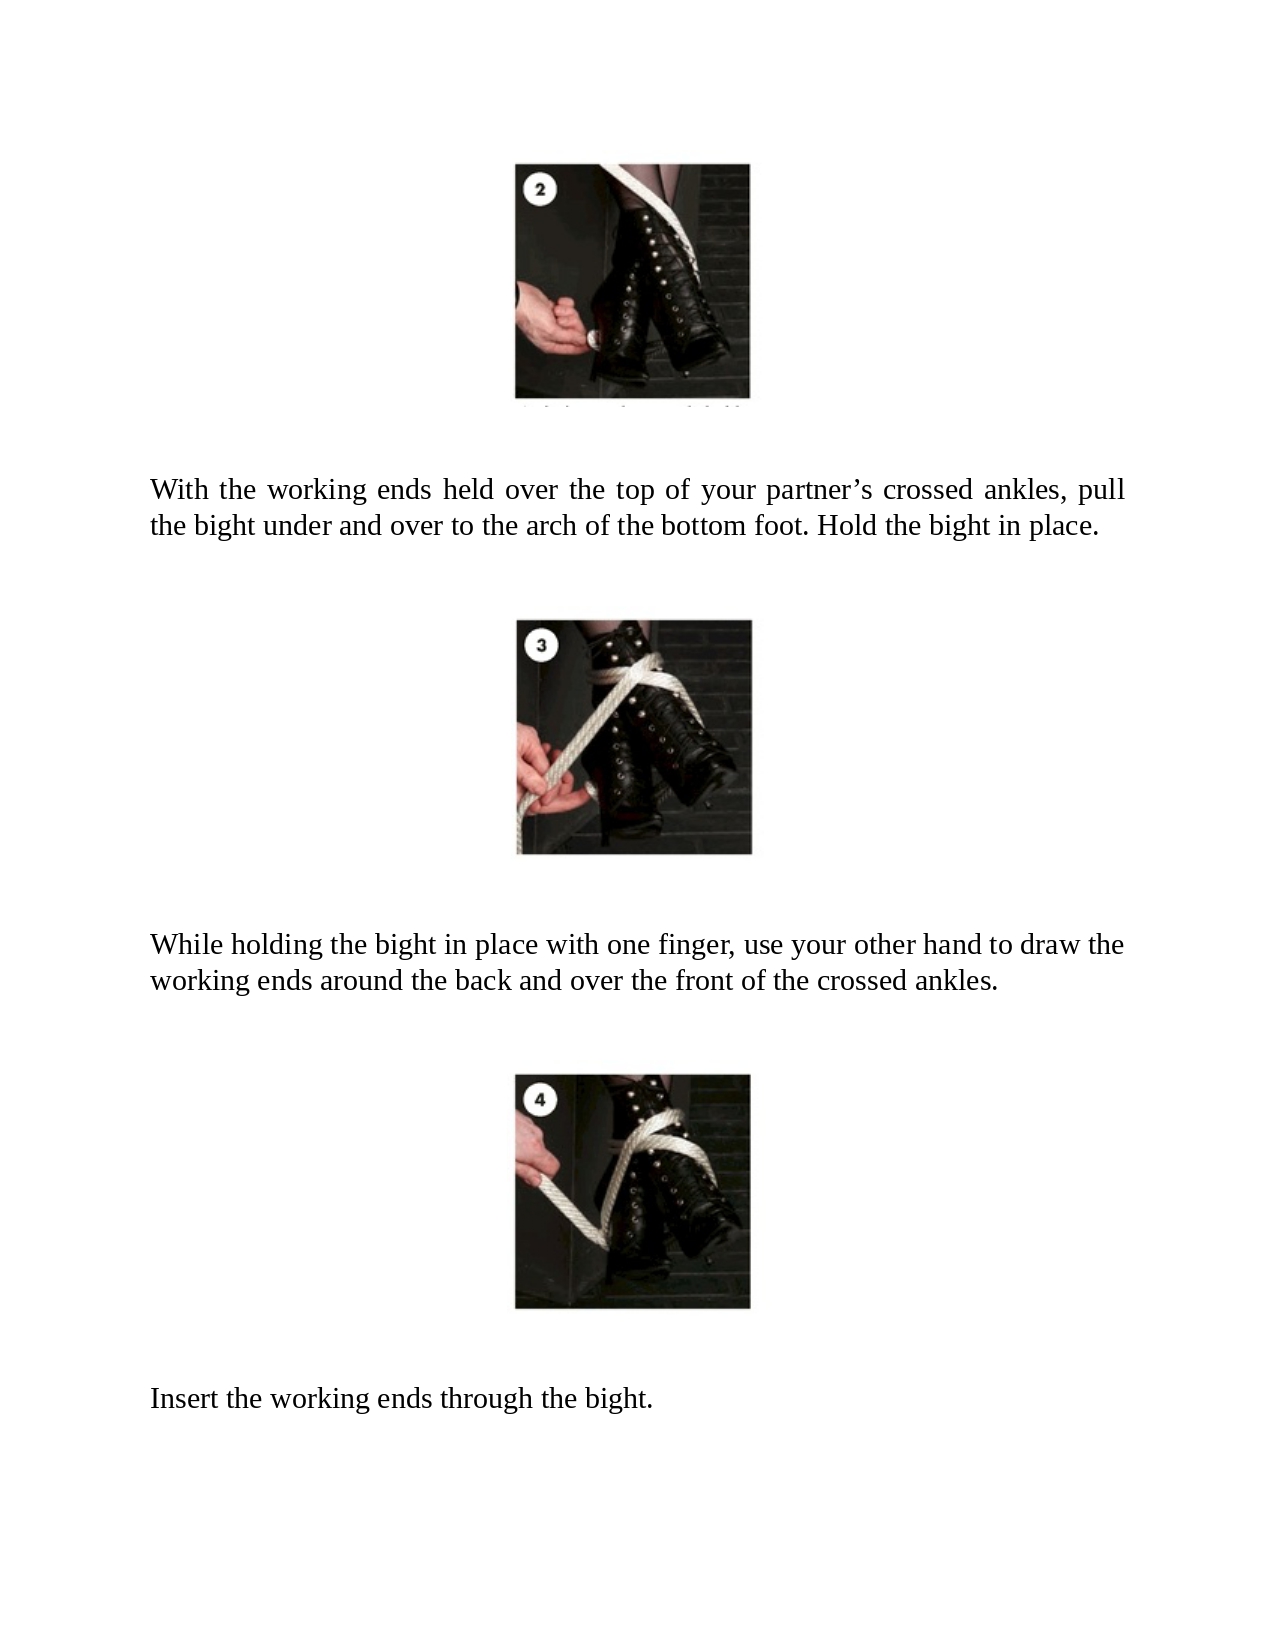 2
With the working ends held over the top of your partner’s crossed ankles, pull
the bight under and over to the arch of the bottom foot. Hold the bight in place.
3
While holding the bight in place with one finger, use your other hand to draw the
working ends around the back and over the front of the crossed ankles.
4
Insert the working ends through the bight.